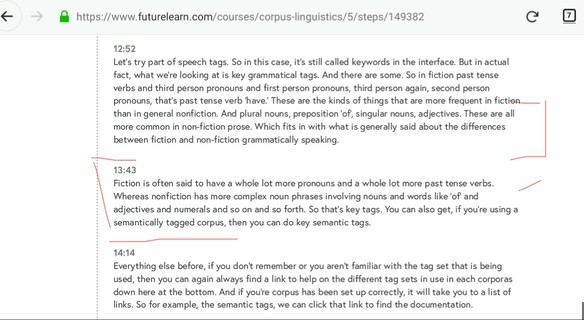 https://www.futurelearn.com/courses/corpus-linguistics/5/steps/149382
7
12:52
Let's try part of speech tags. So in this case, it's still called keywords in the interface. But in actual
fact, what we're looking at is key grammatical tags. And there are some. So in fiction past tense
verbs and third person pronouns and first person pronouns, third person again, second person
pronouns, that's past tense verb 'have.' These are the kinds of things that are more frequent in fiction
than in general nonfiction. And plural nouns, preposition 'of', singular nouns, adjectives. These are all
more common in non-fiction prose. Which fits in with what is generally said about the differences
between fiction and non-fiction grammatically speaking.
13:43
Fiction is often said to have a whole lot more pronouns and a whole lot more past tense verbs.
Whereas nonfiction has more complex noun phrases involving nouns and words like 'of' and
adjectives and numerals and so on and so forth. So that's key tags. You can also get, if you're using a
semantically tagged corpus, then you can do key semantic tags.
14:14
Everything else before, if you don't remember or you aren't familiar with the tag set that is being
used, then you can again always find a link to help on the different tag sets in use in each corporas
down here at the bottom. And if you're corpus has been set up correctly, it will take you to a list of
links. So for example, the semantic tags, we can click that link to find the documentation.